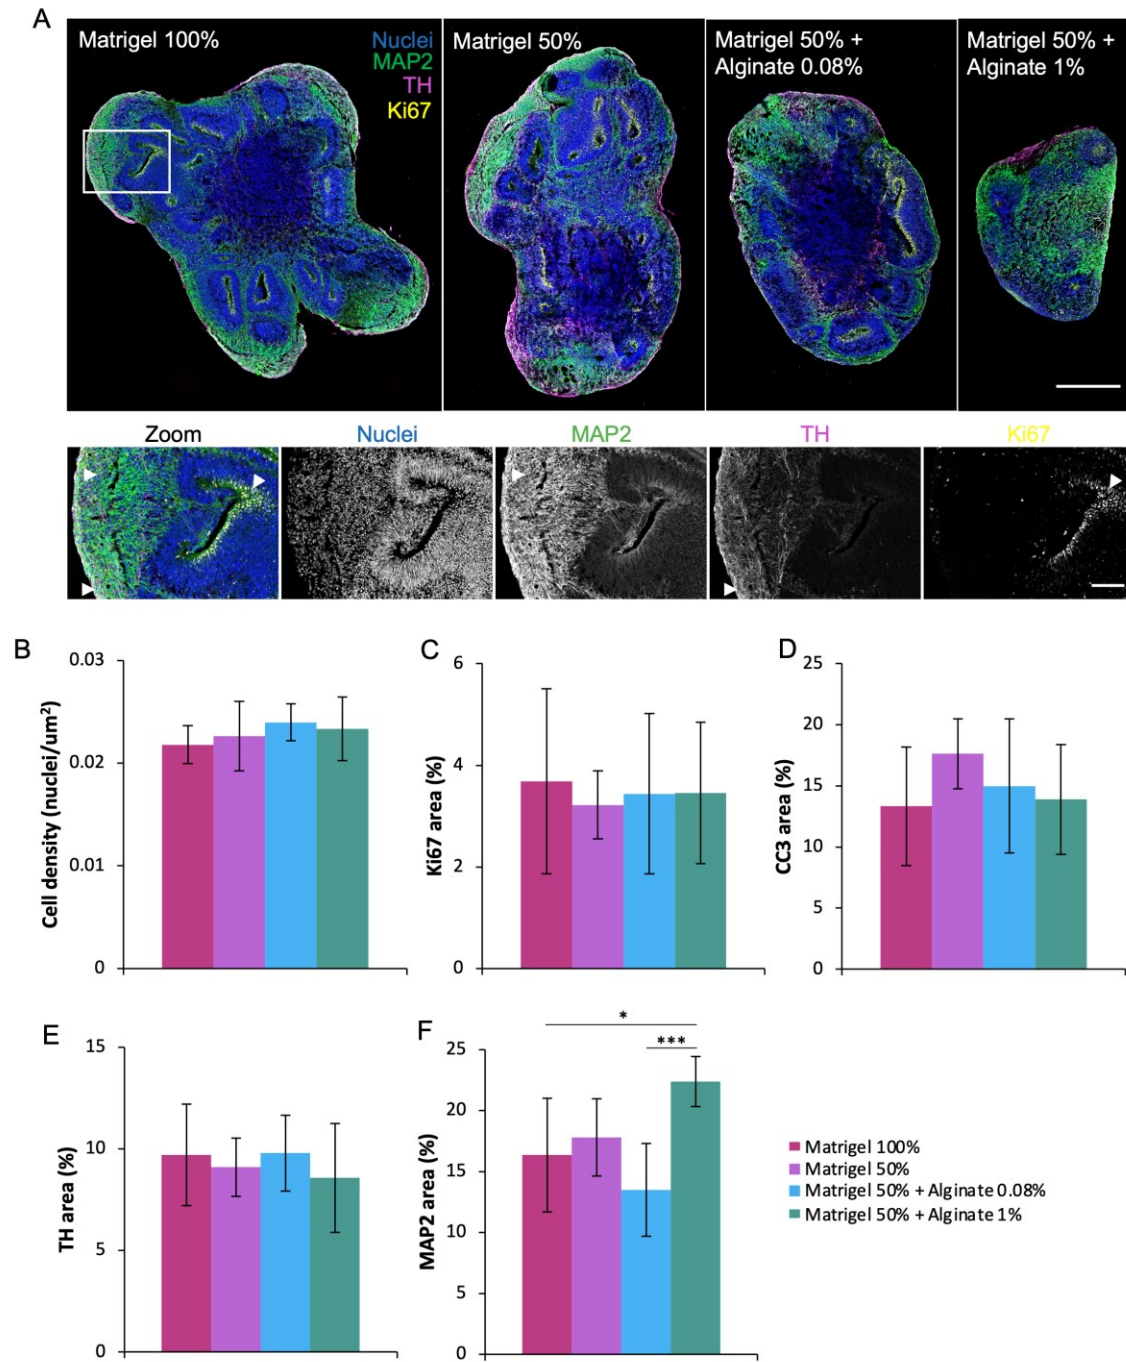 A
Matrigel 100%
Nuclei
MAP2
TH
Ki67
Matrigel 50%
Matrigel 50% +
Alginate 0.08%
Matrigel 50% +
Alginate 1%
Zoom
Nuclei
MAP2
TH
Ki67
B
Cell density (nuclei/um²)
0.03
0.02
0.01
0
C
Ki67 area (%)
6
4
2
0
D
CC3 area (%)
25
20
15
10
5
0
E
TH area (%)
15
10
5
0
F
MAP2 area (%)
25
20
15
10
5
0
*
***
Matrigel 100%
Matrigel 50%
Matrigel 50% + Alginate 0.08%
Matrigel 50% + Alginate 1%